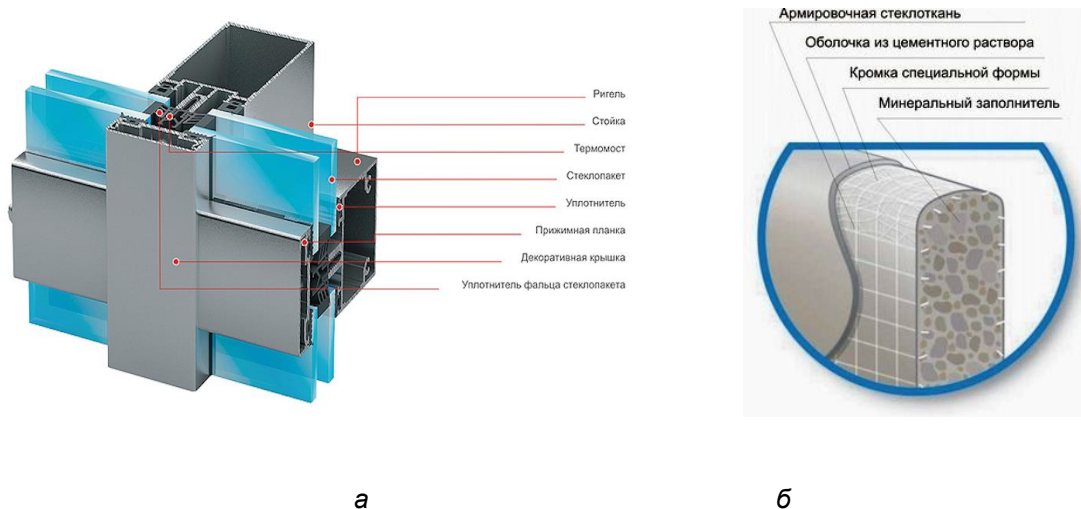 Ригель
Стойка
Термомост
Стеклопакет
Уплотнитель
Прижимная планка
Декоративная крышка
Уплотнитель фальца стеклопакета
Армировочная стеклоткань
Оболочка из цементного раствора
Кромка специальной формы
Минеральный заполнитель
а
б